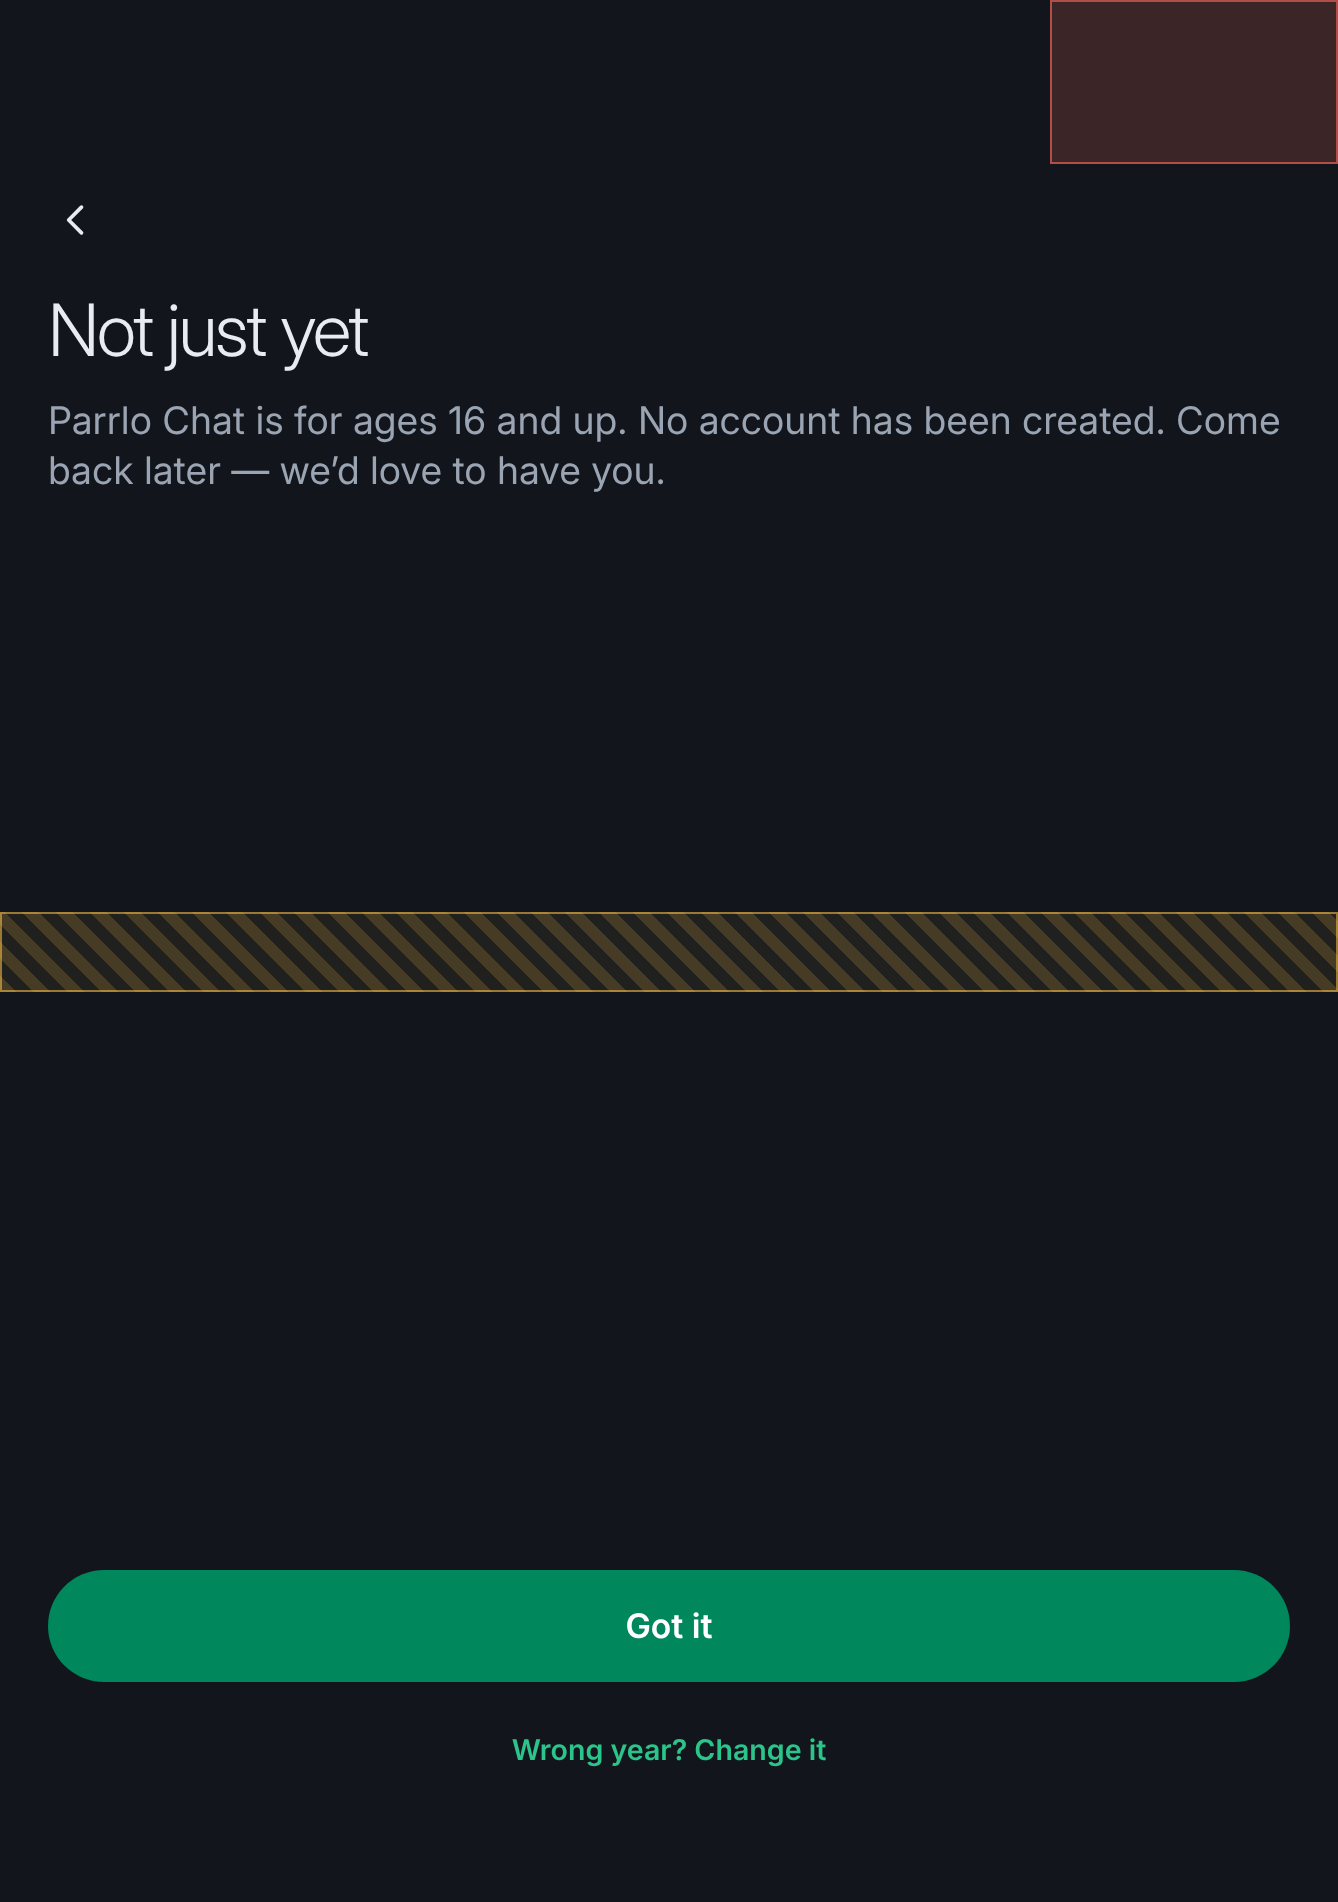 Not just yet
Parrlo Chat is for ages 16 and up. No account has been created. Come
back later — we’d love to have you.
Got it
Wrong year? Change it